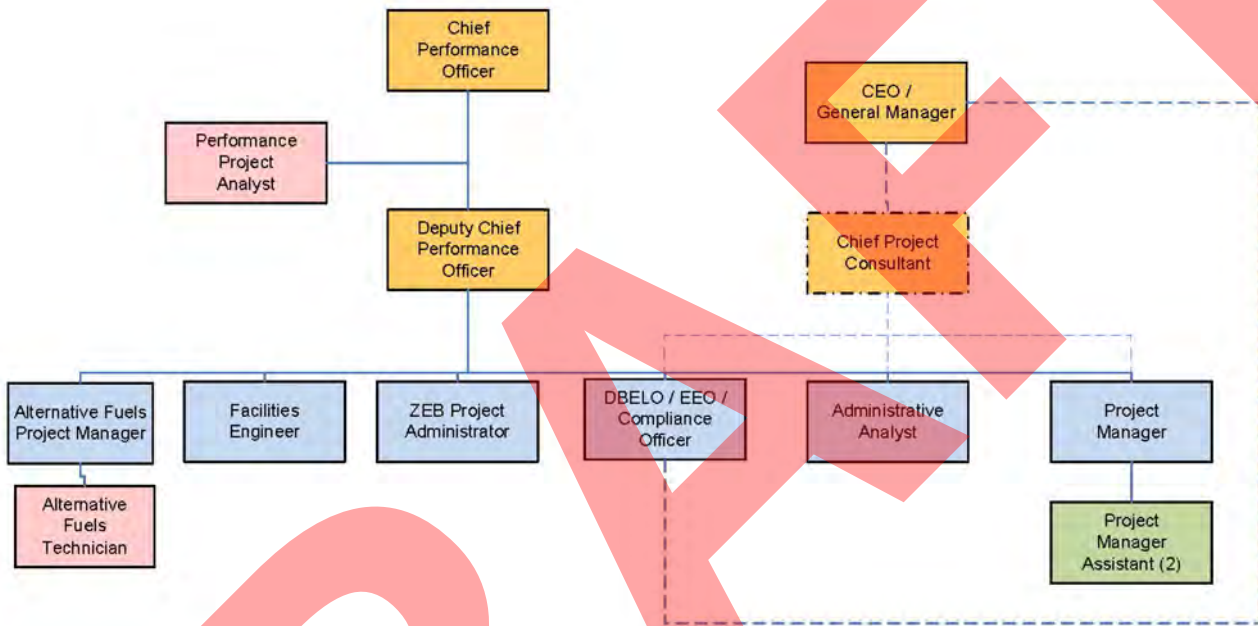 Chief
Performance
Officer
CEO /
General Manager
Performance
Project
Analyst
Deputy Chief
Performance
Officer
Chief Project
Consultant
Alternative Fuels
Project Manager
Facilities
Engineer
ZEB Project
Administrator
DBELO / EEO /
Compliance
Officer
Administrative
Analyst
Project
Manager
Alternative
Fuels
Technician
Project
Manager
Assistant (2)